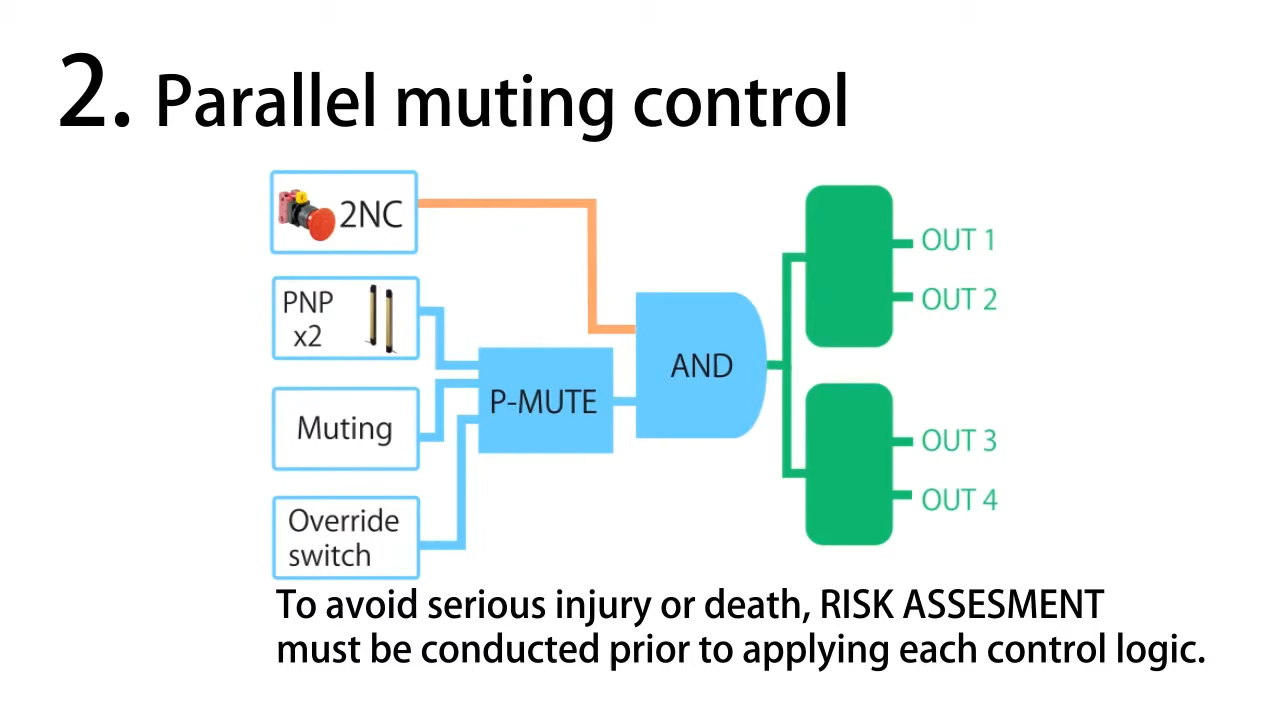 2. Parallel muting control
2NC
PNP
x2
Muting
Override
switch
P-MUTE
AND
OUT 1
OUT 2
OUT 3
OUT 4
To avoid serious injury or death, RISK ASSESMENT
must be conducted prior to applying each control logic.